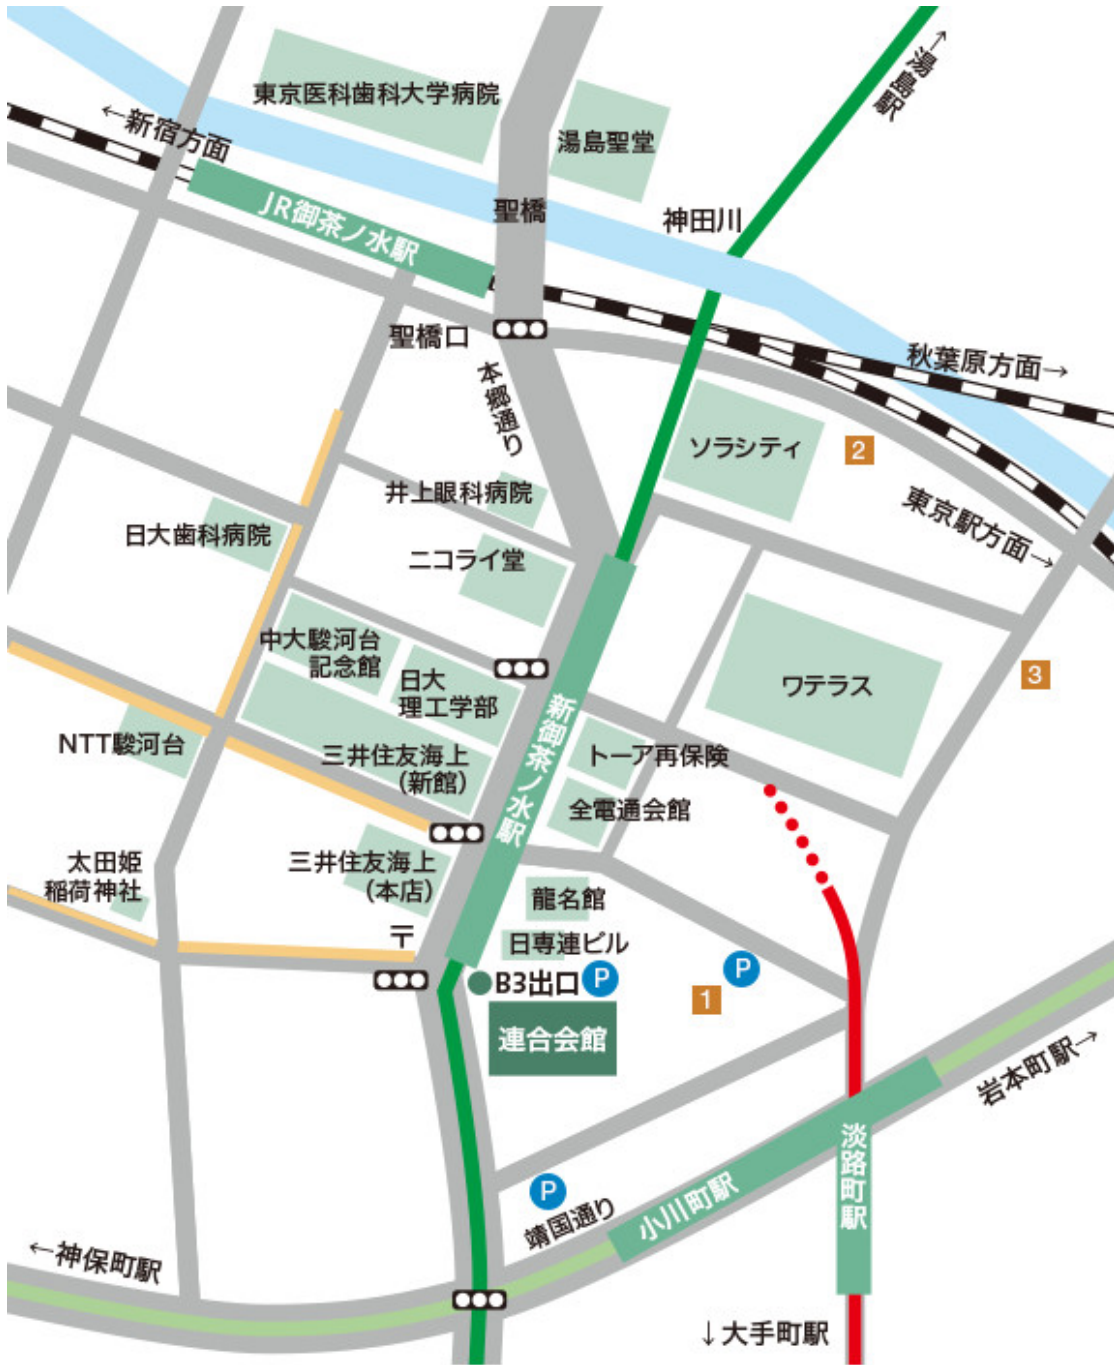 東京医科歯科大学病院
湯島聖堂
→湯島駅
←新宿方面
JR御茶ノ水駅
聖橋
神田川
聖橋口
本郷通り
秋葉原方面→
ソラシティ
2
東京駅方面→
井上眼科病院
日大歯科病院
ニコライ堂
中大駿河台
記念館
日大
理工学部
ワテラス
3
新御茶ノ水駅
NTT駿河台
三井住友海上
(新館)
トーア再保険
全電通会館
太田姫
稲荷神社
三井住友海上
(本店)
龍名館
〒
日専連ビル
B3出口
P
P
1
連合会館
岩本町駅→
淡路町駅
P
靖国通り
小川町駅
←神保町駅
↓大手町駅